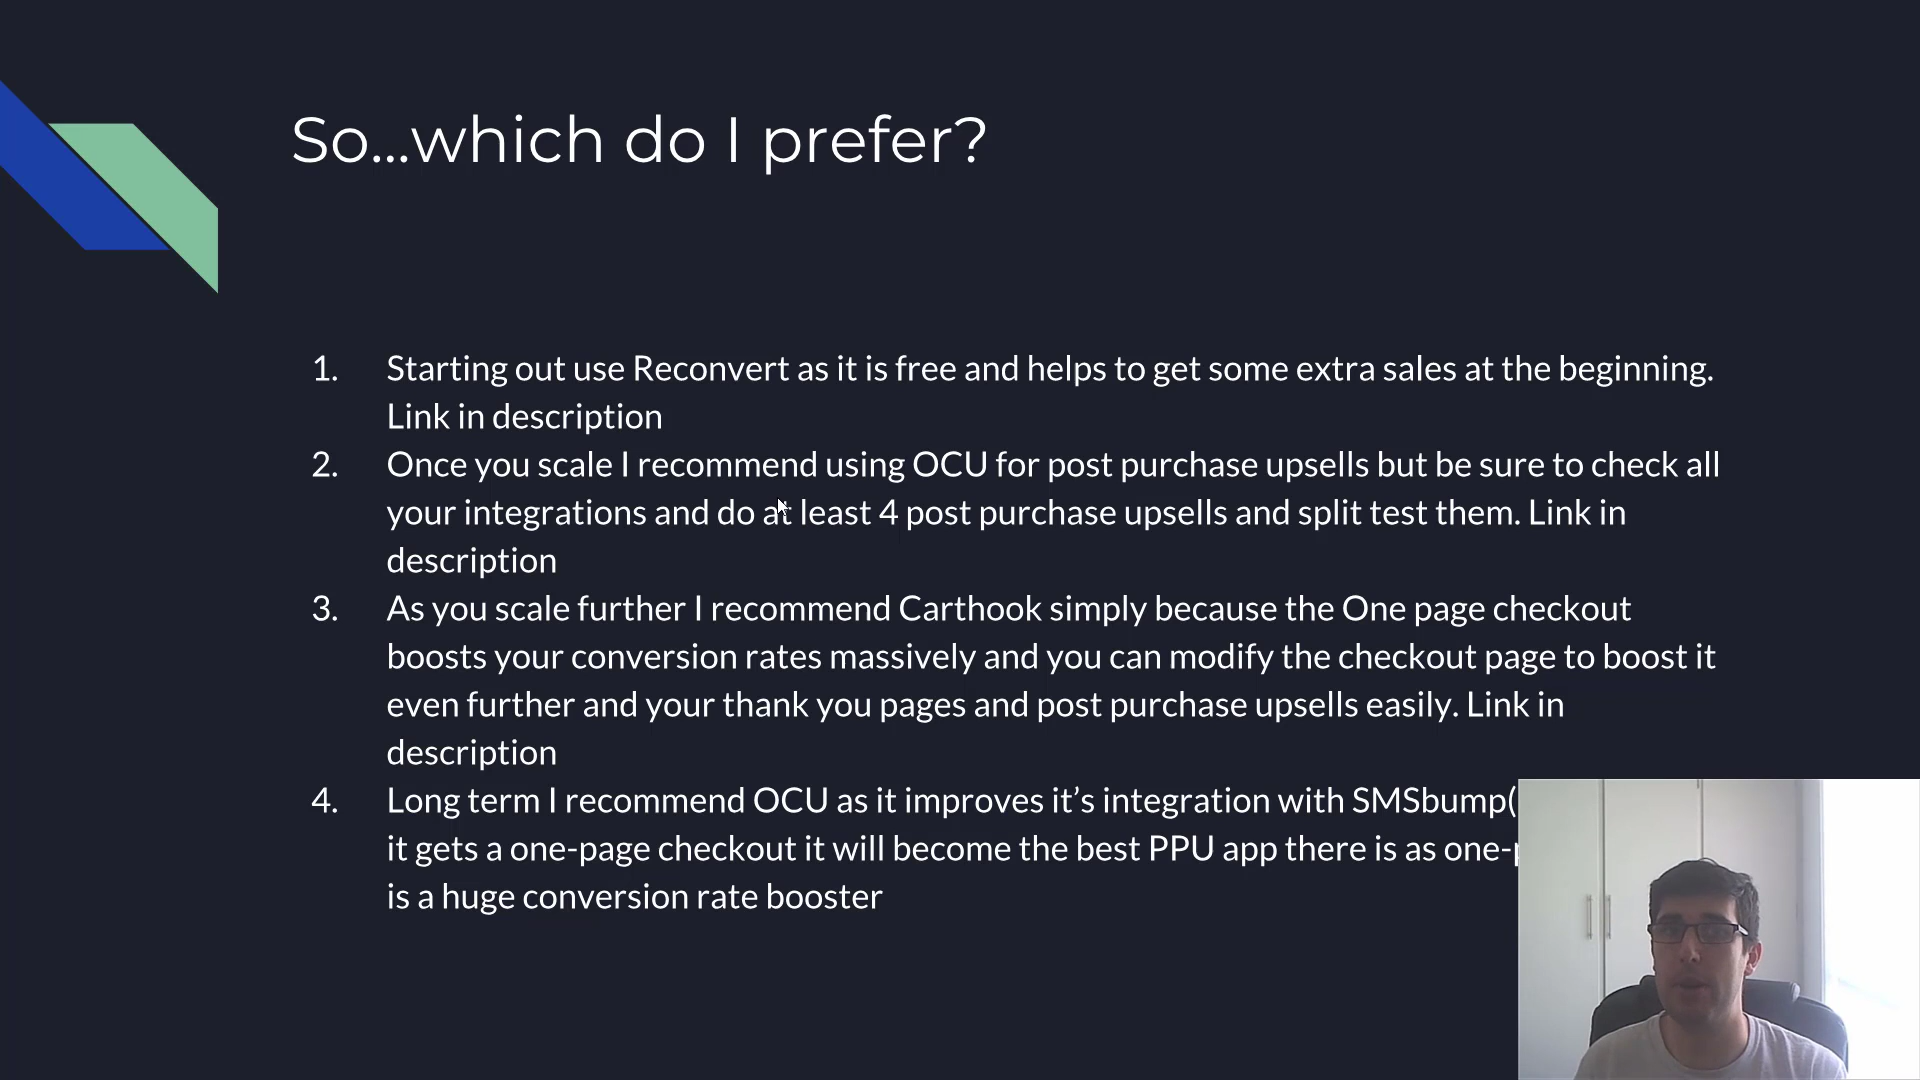 So...which do I prefer?
1. Starting out use Reconvert as it is free and helps to get some extra sales at the beginning.
Link in description
2. Once you scale I recommend using OCU for post purchase upsells but be sure to check all
your integrations and do at least 4 post purchase upsells and split test them. Link in
description
3. As you scale further I recommend Carthook simply because the One page checkout
boosts your conversion rates massively and you can modify the checkout page to boost it
even further and your thank you pages and post purchase upsells easily. Link in
description
4. Long term I recommend OCU as it improves it’s integration with SMSbump(
it gets a one-page checkout it will become the best PPU app there is as one-
is a huge conversion rate booster